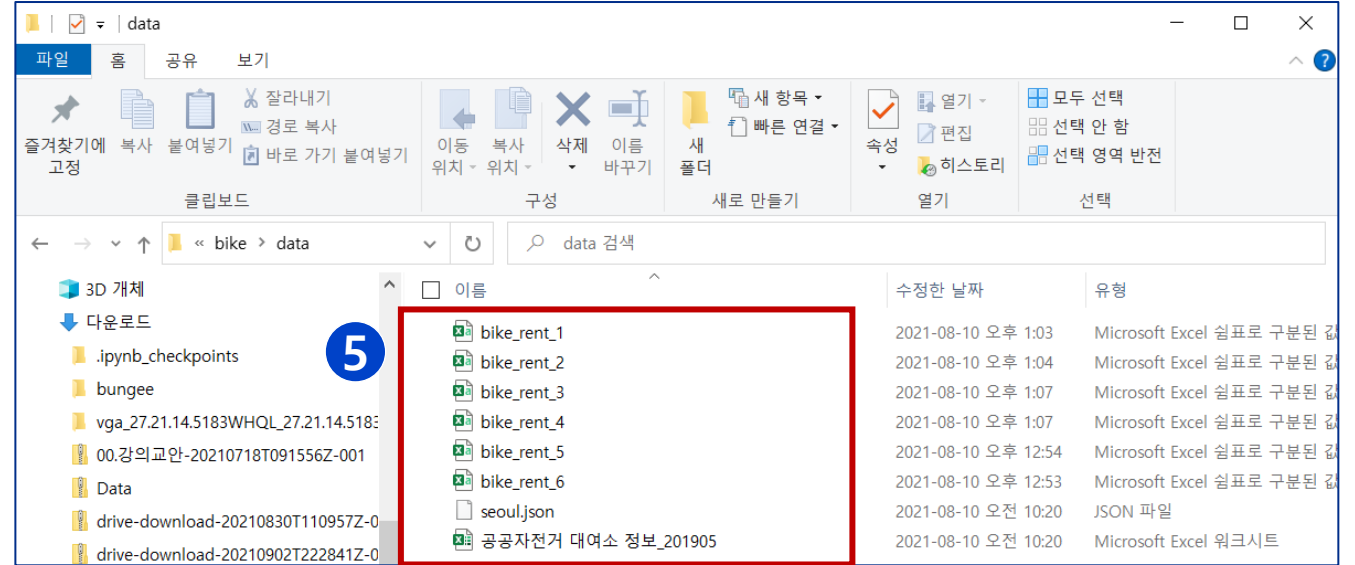 data
파일 홈 공유 보기
즐겨찾기에 고정
복사
붙여넣기
잘라내기
경로 복사
바로 가기 붙여넣기
클립보드
이동 위치
복사 위치
삭제
이름 바꾸기
구성
새 폴더
새 항목
빠른 연결
새로 만들기
속성
열기
편집
히스토리
열기
모두 선택
선택 안 함
선택 영역 반전
선택
« bike > data
data 검색
3D 개체
다운로드
.ipynb_checkpoints
bungee
vga_27.21.14.5183WHQL_27.21.14.5183
00.강의교안-20210718T091556Z-001
Data
drive-download-20210830T110957Z-0
drive-download-20210902T222841Z-0
5
이름 수정한 날짜 유형
bike_rent_1 2021-08-10 오후 1:03 Microsoft Excel 쉼표로 구분된 값
bike_rent_2 2021-08-10 오후 1:04 Microsoft Excel 쉼표로 구분된 값
bike_rent_3 2021-08-10 오후 1:07 Microsoft Excel 쉼표로 구분된 값
bike_rent_4 2021-08-10 오후 1:07 Microsoft Excel 쉼표로 구분된 값
bike_rent_5 2021-08-10 오후 12:54 Microsoft Excel 쉼표로 구분된 값
bike_rent_6 2021-08-10 오후 12:53 Microsoft Excel 쉼표로 구분된 값
seoul.json 2021-08-10 오전 10:20 JSON 파일
공공자전거 대여소 정보_201905 2021-08-10 오전 10:20 Microsoft Excel 워크시트